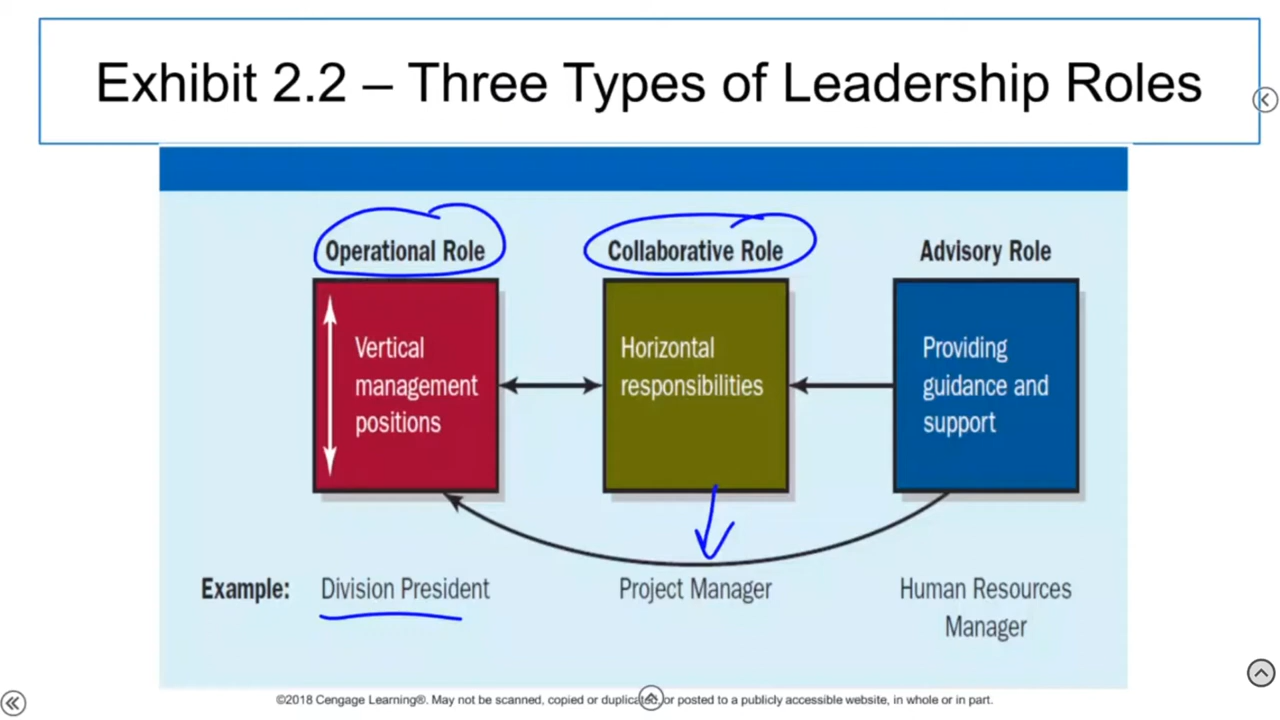 Exhibit 2.2 – Three Types of Leadership Roles
Operational Role
Collaborative Role
Advisory Role
Vertical
management
positions
Horizontal
responsibilities
Providing
guidance and
support
Example:
Division President
Project Manager
Human Resources
Manager
©2018 Cengage Learning®. May not be scanned, copied or duplicated, or posted to a publicly accessible website, in whole or in part.